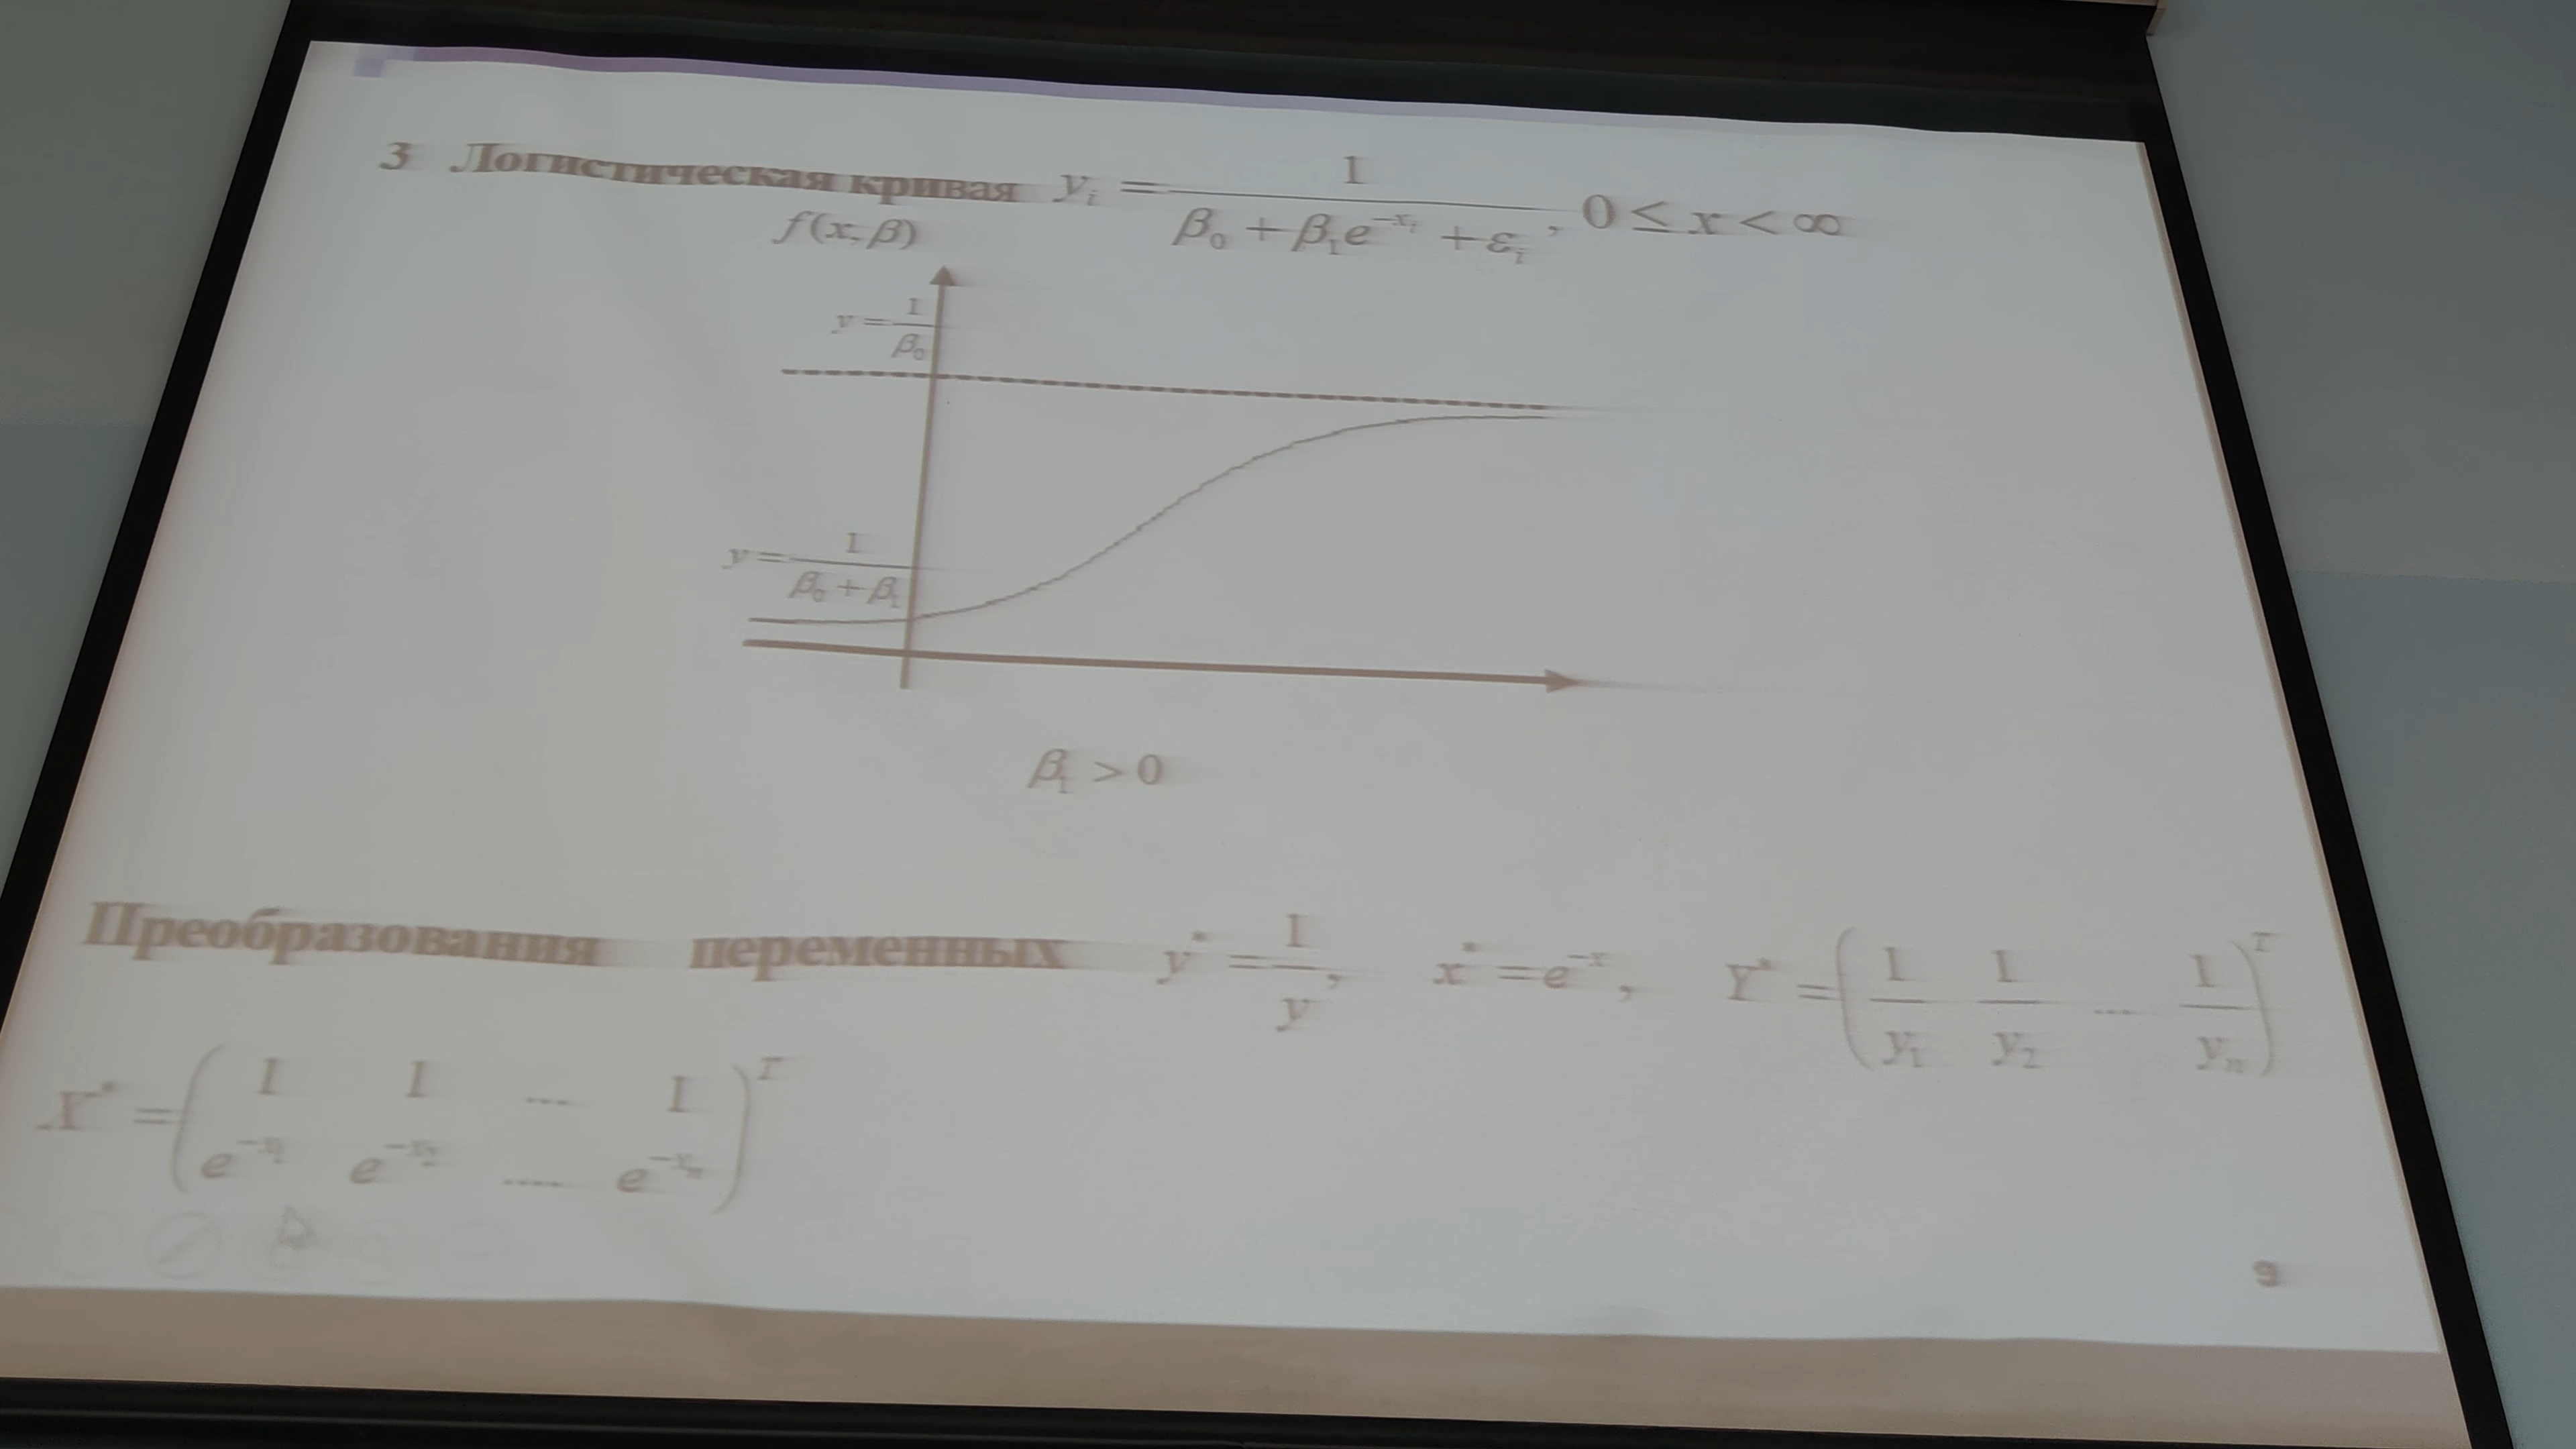 3 Логистическая кривая y_i = 1 / (β_0 + β_1 e^{-x_i} + ε_i), 0 ≤ x < ∞
f(x, β)
y = 1 / β_0
y = 1 / (β_0 + β_1)
β_1 > 0
Преобразования переменных y^* = 1 / y, x^* = e^{-x}, Y^* = (1/y_1 1/y_2 ... 1/y_n)^T
X^* = (1 1 ... 1
e^{-x_1} e^{-x_2} .... e^{-x_n})^T
9